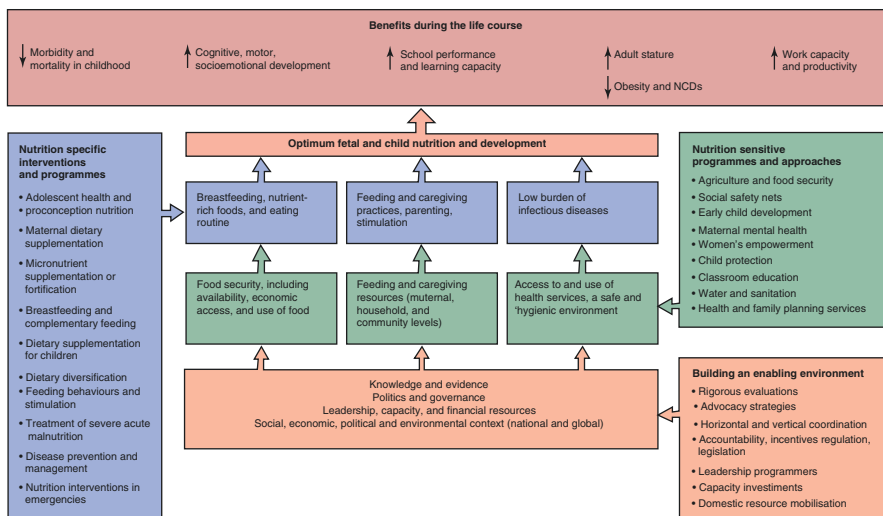 Benefits during the life course
Morbidity and
mortality in childhood
Cognitive, motor,
socioemotional development
School performance
and learning capacity
Adult stature
Obesity and NCDs
Work capacity
and productivity
Optimum fetal and child nutrition and development
Nutrition specific
interventions
and programmes
• Adolescent health and
• proconception nutrition
• Maternal dietary
supplementation
• Micronutrient
supplementation or
fortification
• Breastfeeding and
complementary feeding
• Dietary supplementation
for children
• Dietary diversification
• Feeding behaviours and
stimulation
• Treatment of severe acute
malnutrition
• Disease prevention and
management
• Nutrition interventions in
emergencies
Breastfeeding, nutrient-
rich foods, and eating
routine
Feeding and caregiving
practices, parenting,
stimulation
Low burden of
infectious diseases
Food security, including
availability, economic
access, and use of food
Feeding and caregiving
resources (muternal,
household, and
community levels)
Access to and use of
health services, a safe and
'hygienic environment
Knowledge and evidence
Politics and governance
Leadership, capacity, and financial resources
Social, economic, political and environmental context (national and global)
Nutrition sensitive
programmes and approaches
• Agriculture and food security
• Social safety nets
• Early child development
• Maternal mental health
• Women's empowerment
• Child protection
• Classroom education
• Water and sanitation
• Health and family planning services
Building an enabling environment
• Rigorous evaluations
• Advocacy strategies
• Horizontal and vertical coordination
• Accountability, incentives regulation,
legislation
• Leadership programmers
• Capacity investiments
• Domestic resource mobilisation